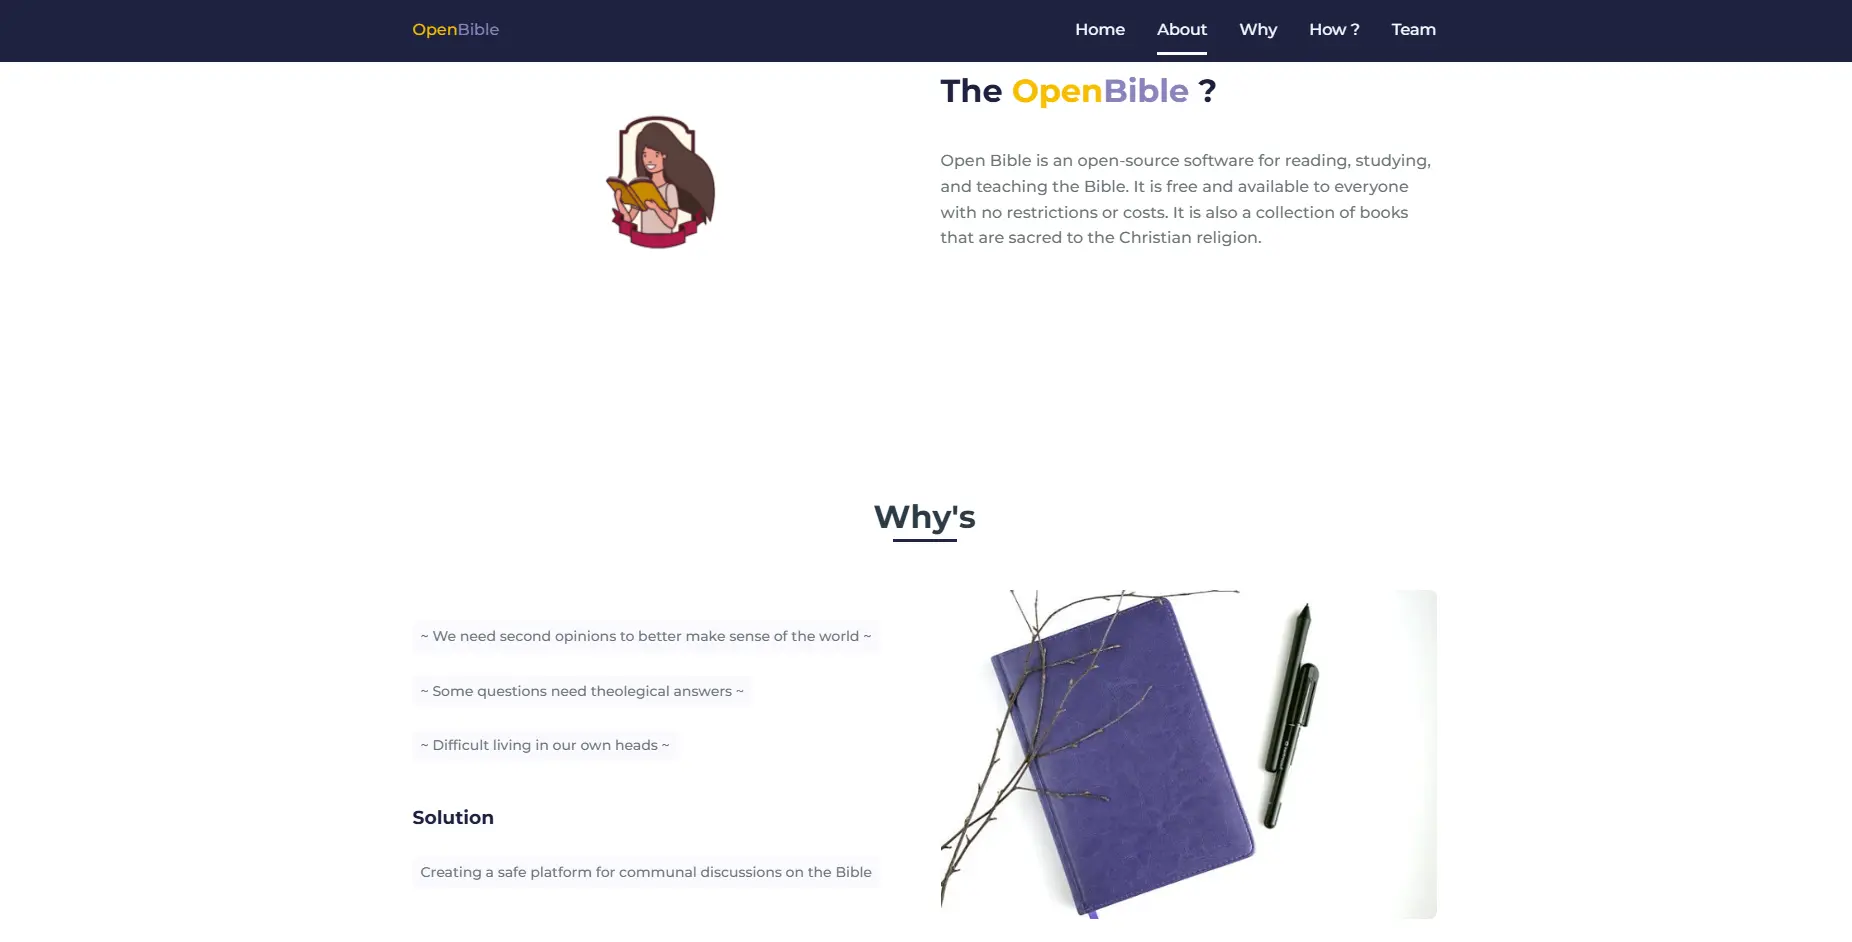 OpenBible
Home
About
Why
How ?
Team
The OpenBible ?
Open Bible is an open-source software for reading, studying,
and teaching the Bible. It is free and available to everyone
with no restrictions or costs. It is also a collection of books
that are sacred to the Christian religion.
Why's
~ We need second opinions to better make sense of the world ~
~ Some questions need theolegical answers ~
~ Difficult living in our own heads ~
Solution
Creating a safe platform for communal discussions on the Bible